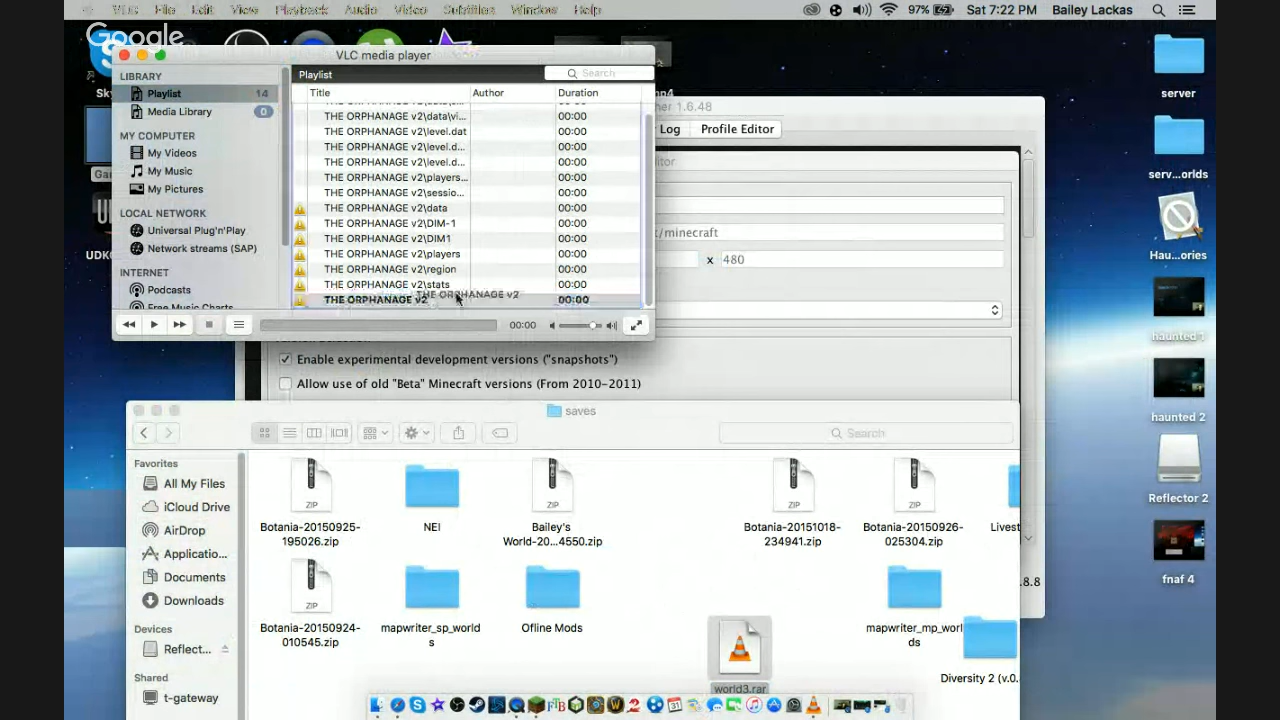 VLC File Edit View Playback Audio Video Subtitles Window Help
97% Sat 7:22 PM Bailey Lackas
Google
VLC media player
LIBRARY
Playlist 14
Media Library 0
MY COMPUTER
My Videos
My Music
My Pictures
LOCAL NETWORK
Universal Plug'n'Play
Network streams (SAP)
INTERNET
Podcasts
Free Music Charts
Playlist
Search
Title Author Duration
THE ORPHANAGE v2\data\vi... 00:00
THE ORPHANAGE v2\level.dat 00:00
THE ORPHANAGE v2\level.d... 00:00
THE ORPHANAGE v2\level.d... 00:00
THE ORPHANAGE v2\players... 00:00
THE ORPHANAGE v2\sessio... 00:00
THE ORPHANAGE v2\data 00:00
THE ORPHANAGE v2\DIM-1 00:00
THE ORPHANAGE v2\DIM1 00:00
THE ORPHANAGE v2\players 00:00
THE ORPHANAGE v2\region 00:00
THE ORPHANAGE v2\stats 00:00
THE ORPHANAGE v2 00:00
THE ORPHANAGE v2
00:00
mp4
her 1.6.48
Log Profile Editor
itor
/minecraft
x 480
Enable experimental development versions ("snapshots")
Allow use of old "Beta" Minecraft versions (From 2010-2011)
.8.8
saves
Search
Favorites
All My Files
iCloud Drive
AirDrop
Applicatio...
Documents
Downloads
Devices
Reflect...
Shared
t-gateway
Botania-20150925-
195026.zip
NEI
Bailey's
World-20...4550.zip
Botania-20151018-
234941.zip
Botania-20150926-
025304.zip
Livest
Botania-20150924-
010545.zip
mapwriter_sp_world
s
Ofline Mods
world3.rar
mapwriter_mp_worl
ds
Diversity 2 (v.0.
ZIP
ZIP
ZIP
ZIP
ZIP
server
serv...orlds
Hau...ories
haunted 1
haunted 2
Reflector 2
fnaf 4
Sky
Gar
UDK